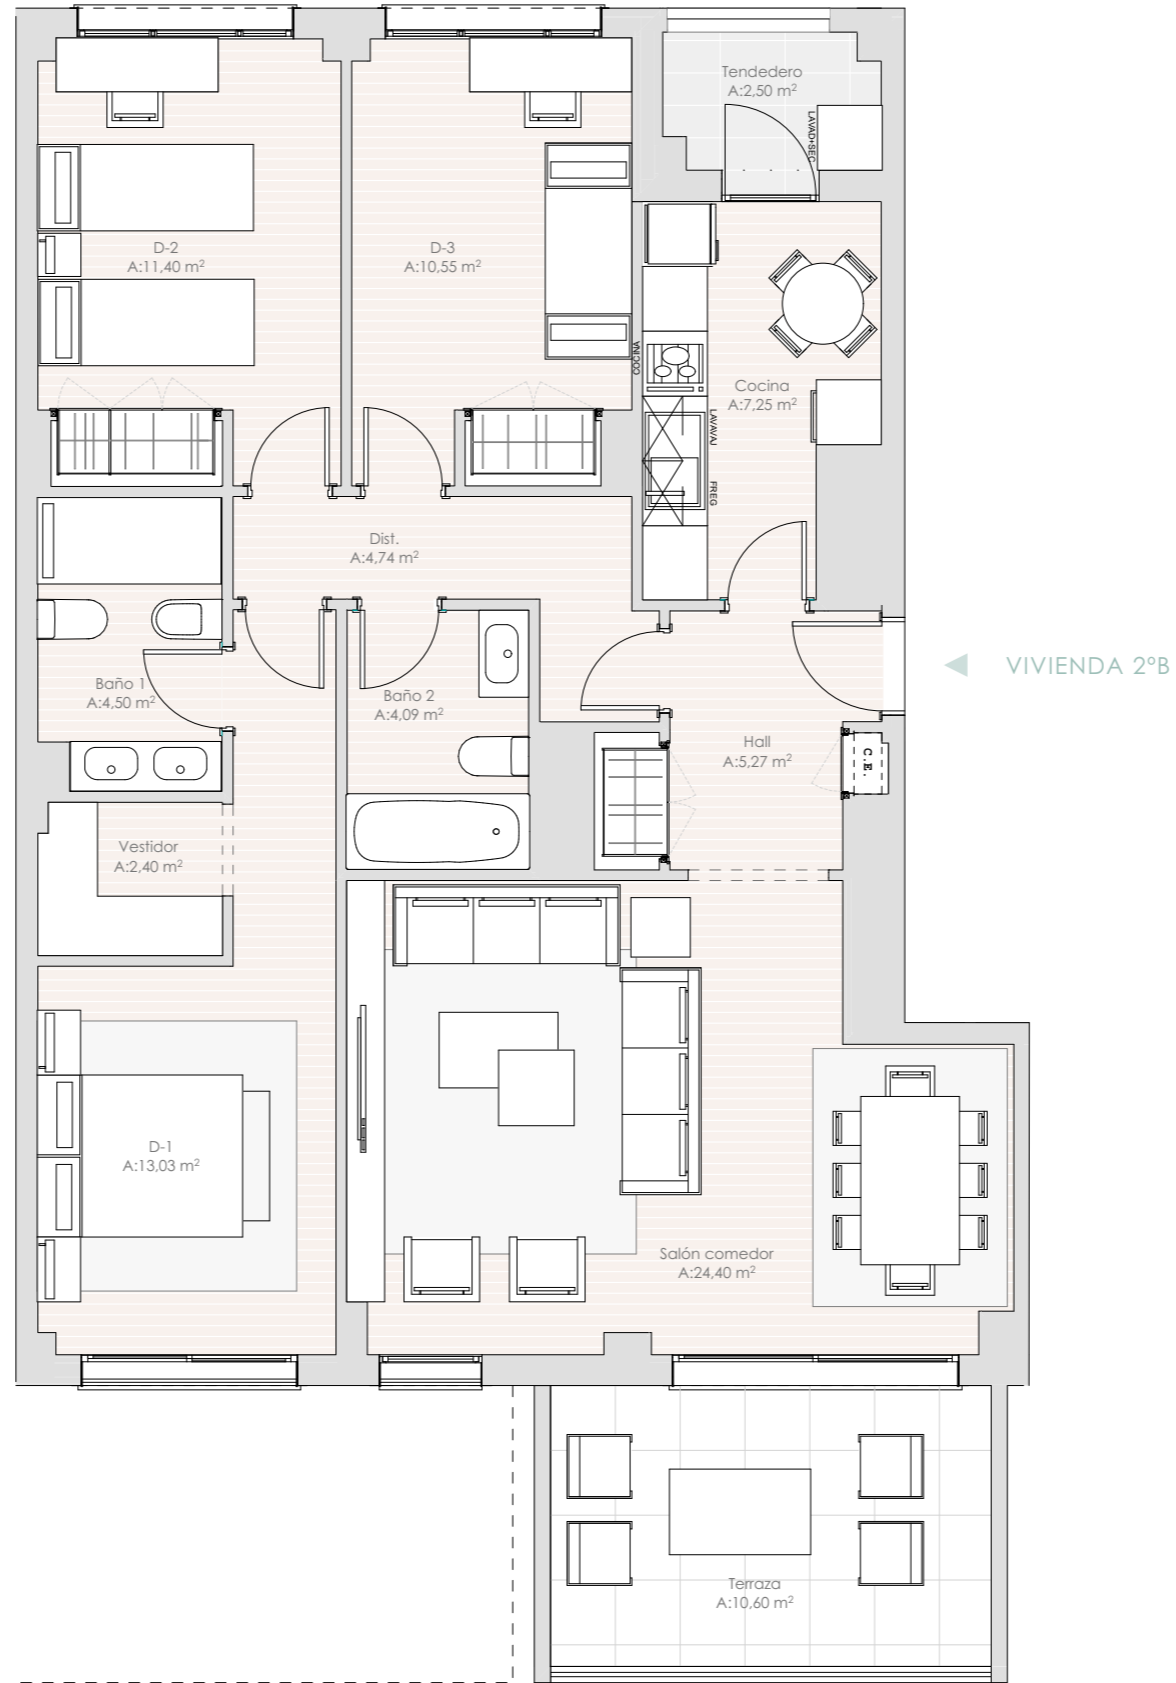 Tendedero
A:2,50 m²
LAVAD+SEC
D-2
A:11,40 m²
D-3
A:10,55 m²
COCINA
Cocina
A:7,25 m²
LAVAVAJ
FREG
Dist.
A:4,74 m²
VIVIENDA 2ºB
Baño 1
A:4,50 m²
Baño 2
A:4,09 m²
Hall
A:5,27 m²
C.E.
Vestidor
A:2,40 m²
D-1
A:13,03 m²
Salón comedor
A:24,40 m²
Terraza
A:10,60 m²